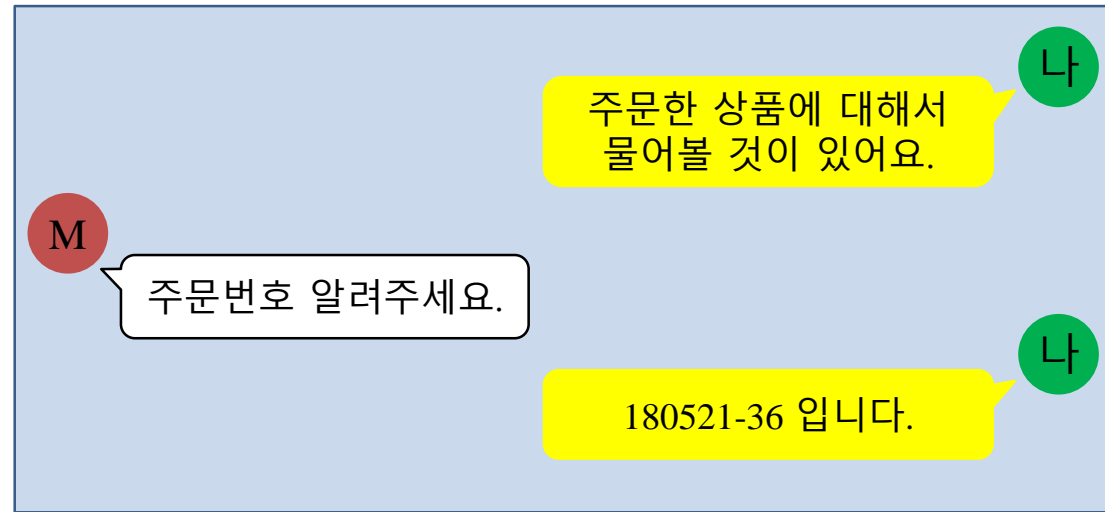 나
주문한 상품에 대해서
물어볼 것이 있어요.
M
주문번호 알려주세요.
나
180521-36 입니다.